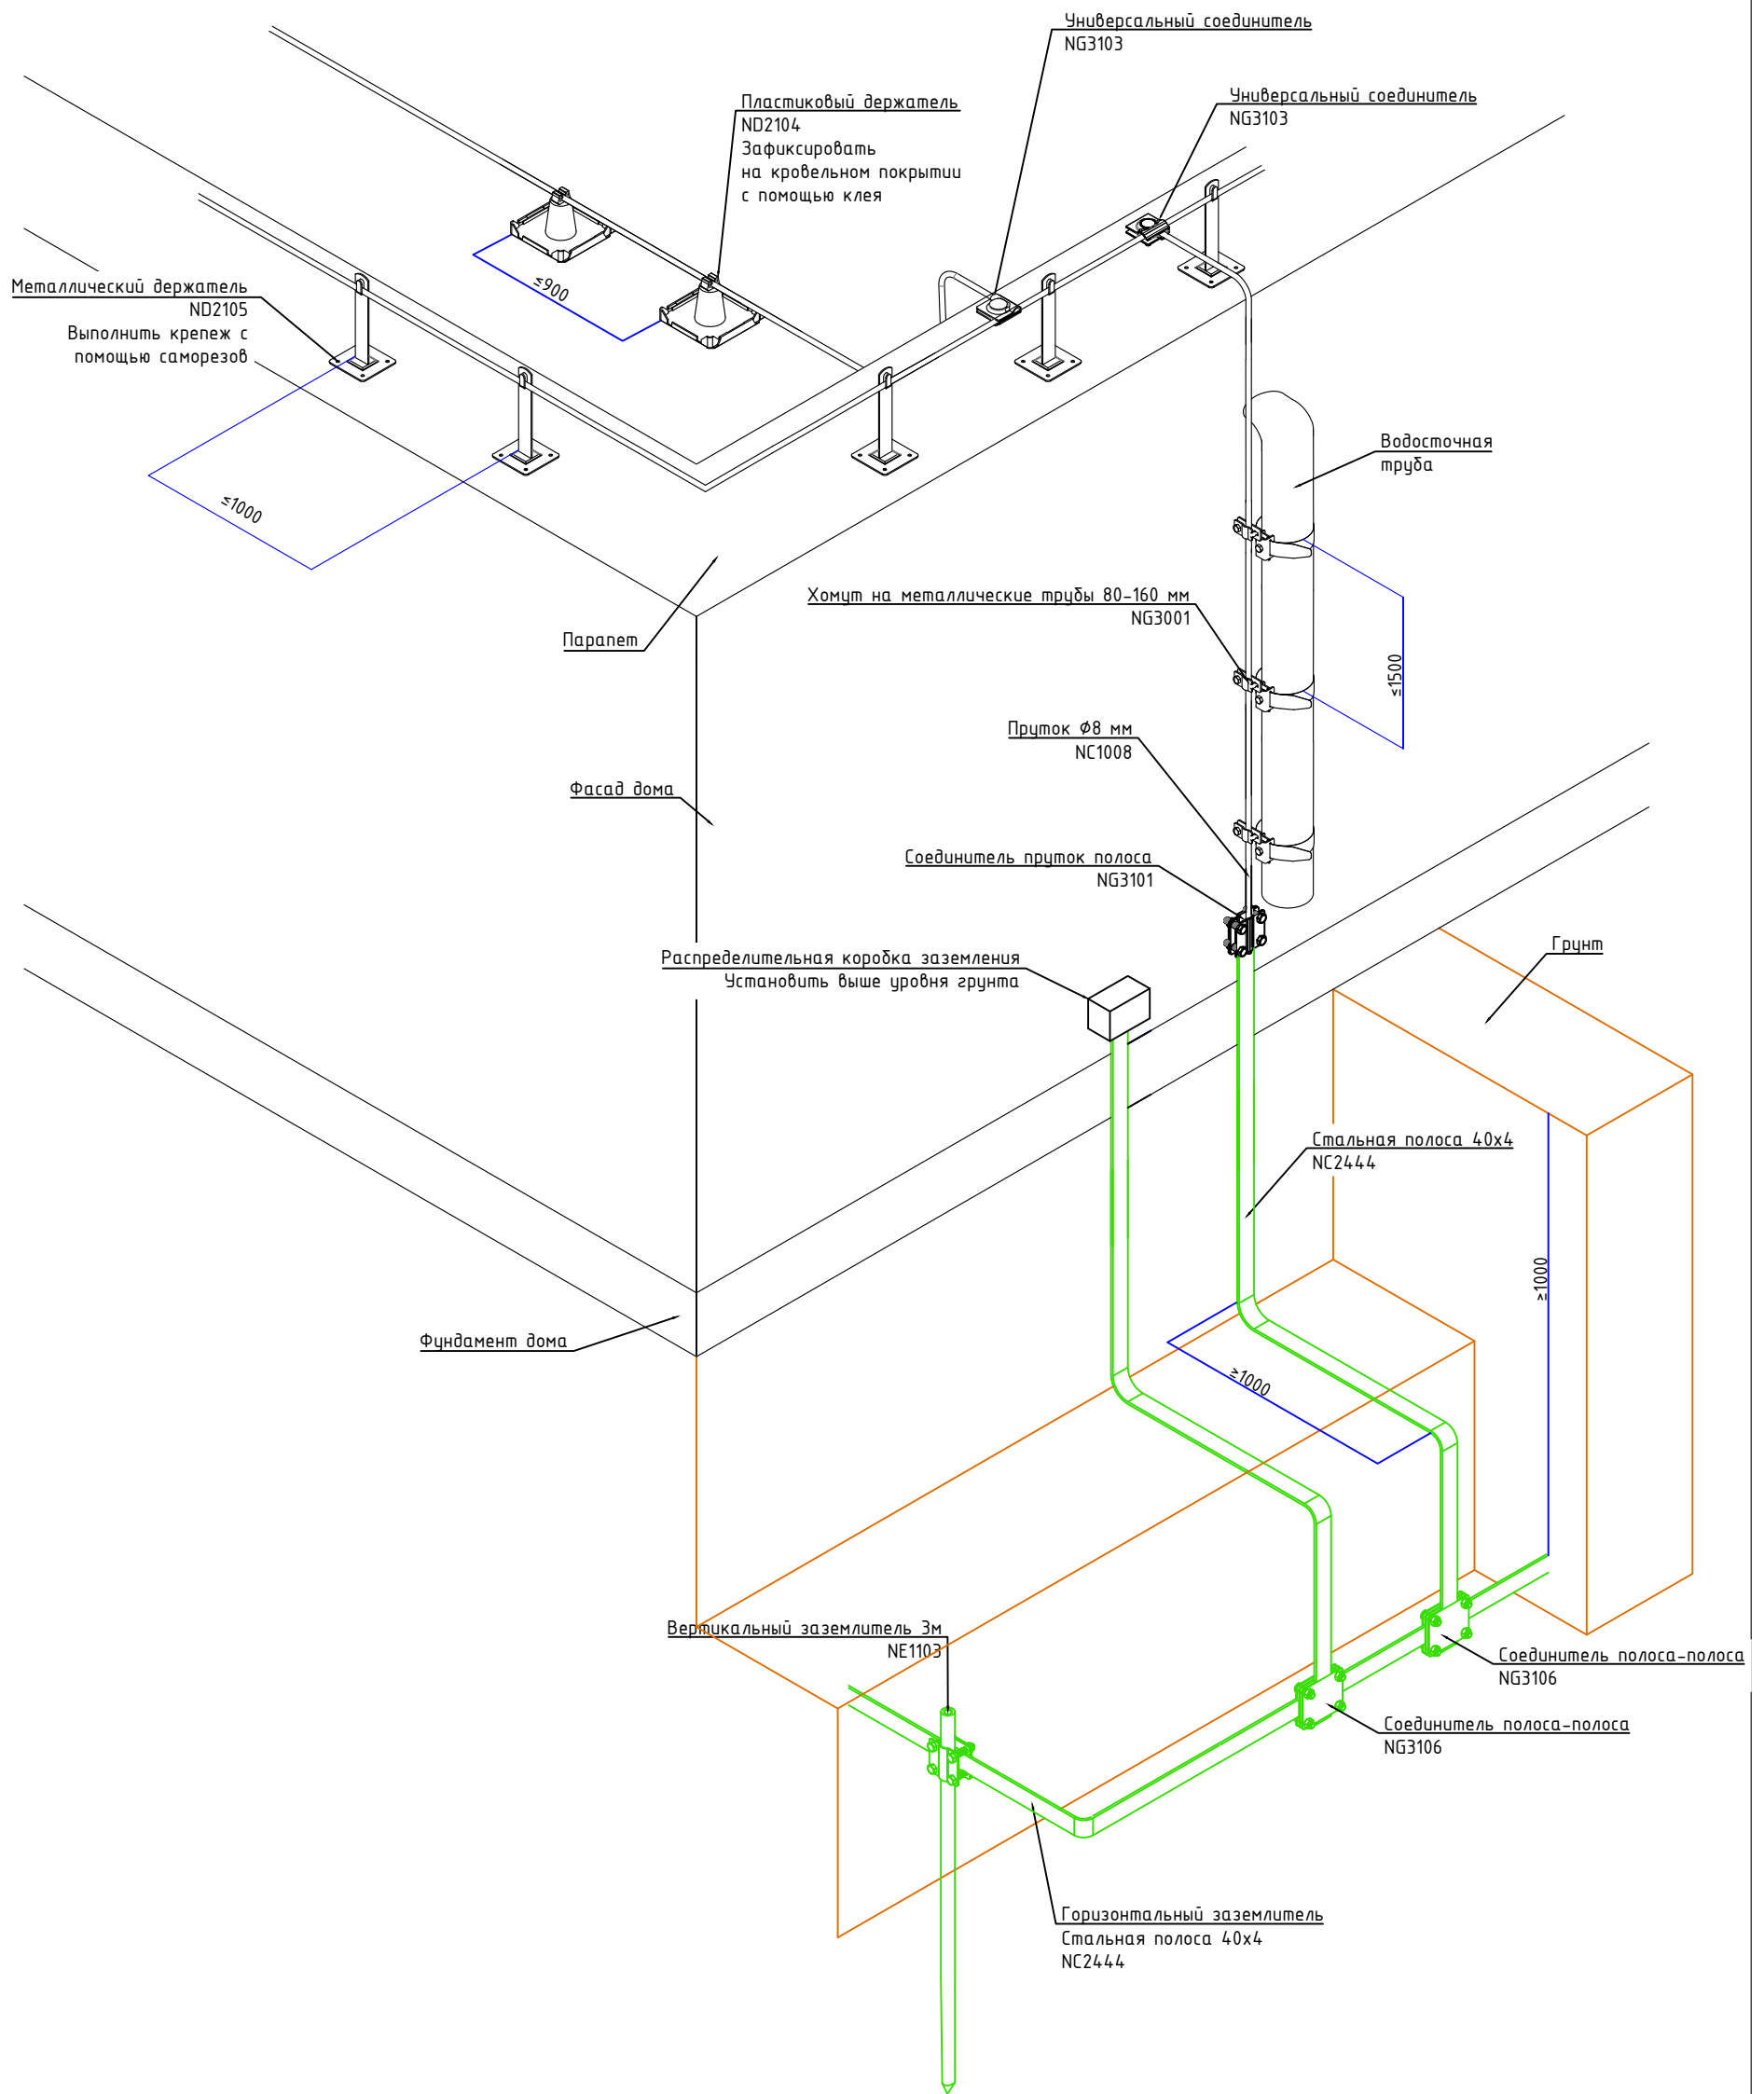 Универсальный соединитель
NG3103
Универсальный соединитель
NG3103
Пластиковый держатель
ND2104
Зафиксировать
на кровельном покрытии
с помощью клея
Металлический держатель
ND2105
Выполнить крепеж с
помощью саморезов
≤900
≤1000
Водосточная
труба
Хомут на металлические трубы 80-160 мм
NG3001
Парапет
≤1500
Пруток Ф8 мм
NC1008
Фасад дома
Соединитель пруток полоса
NG3101
Распределительная коробка заземления
Установить выше уровня грунта
Грунт
Стальная полоса 40х4
NC2444
≥1000
Фундамент дома
≥1000
Вертикальный заземлитель 3м
NE1103
Соединитель полоса-полоса
NG3106
Соединитель полоса-полоса
NG3106
Горизонтальный заземлитель
Стальная полоса 40х4
NC2444